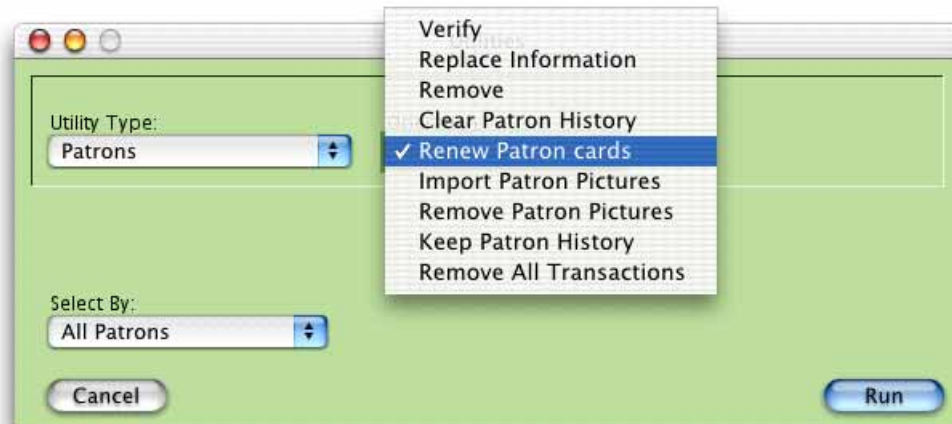 Utilities
Verify
Replace Information
Remove
Clear Patron History
Utility Type:
Patrons
✓ Renew Patron cards
Import Patron Pictures
Remove Patron Pictures
Keep Patron History
Remove All Transactions
Select By:
All Patrons
Cancel
Run